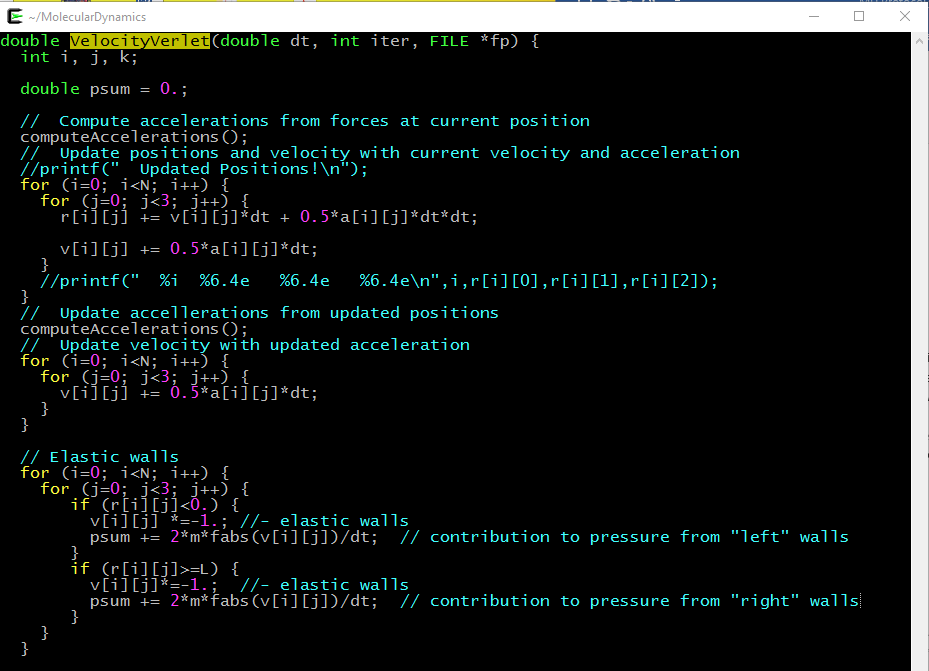 ~/MolecularDynamics
double VelocityVerlet(double dt, int iter, FILE *fp) {
  int i, j, k;

  double psum = 0.;

  //  Compute accelerations from forces at current position
  computeAccelerations();
  //  Update positions and velocity with current velocity and acceleration
  //printf("  Updated Positions!\n");
  for (i=0; i<N; i++) {
    for (j=0; j<3; j++) {
      r[i][j] += v[i][j]*dt + 0.5*a[i][j]*dt*dt;

      v[i][j] += 0.5*a[i][j]*dt;
    }
    //printf("  %i  %6.4e   %6.4e   %6.4e\n",i,r[i][0],r[i][1],r[i][2]);
  }
  //  Update accellerations from updated positions
  computeAccelerations();
  //  Update velocity with updated acceleration
  for (i=0; i<N; i++) {
    for (j=0; j<3; j++) {
      v[i][j] += 0.5*a[i][j]*dt;
    }
  }

  // Elastic walls
  for (i=0; i<N; i++) {
    for (j=0; j<3; j++) {
       if (r[i][j]<0.) {
         v[i][j] *=-1.; //- elastic walls
         psum += 2*m*fabs(v[i][j])/dt;  // contribution to pressure from "left" walls
       }
       if (r[i][j]>=L) {
         v[i][j]*=-1.;  //- elastic walls
         psum += 2*m*fabs(v[i][j])/dt;  // contribution to pressure from "right" walls
       }
    }
  }